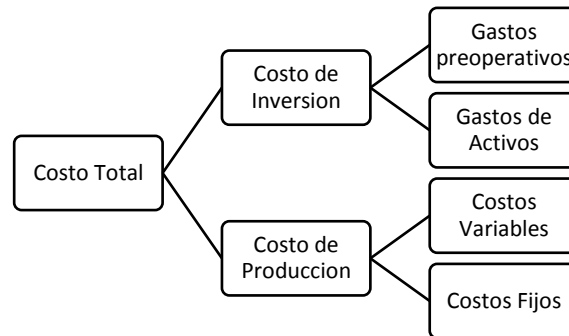 Costo Total
Costo de
Inversion
Gastos
preoperativos
Gastos de
Activos
Costo de
Produccion
Costos
Variables
Costos Fijos